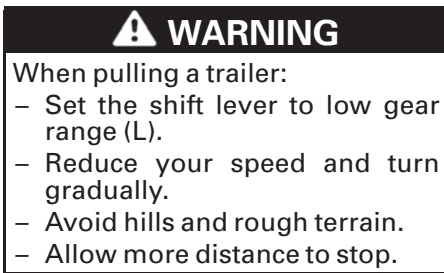 WARNING
When pulling a trailer:
– Set the shift lever to low gear
range (L).
– Reduce your speed and turn
gradually.
– Avoid hills and rough terrain.
– Allow more distance to stop.